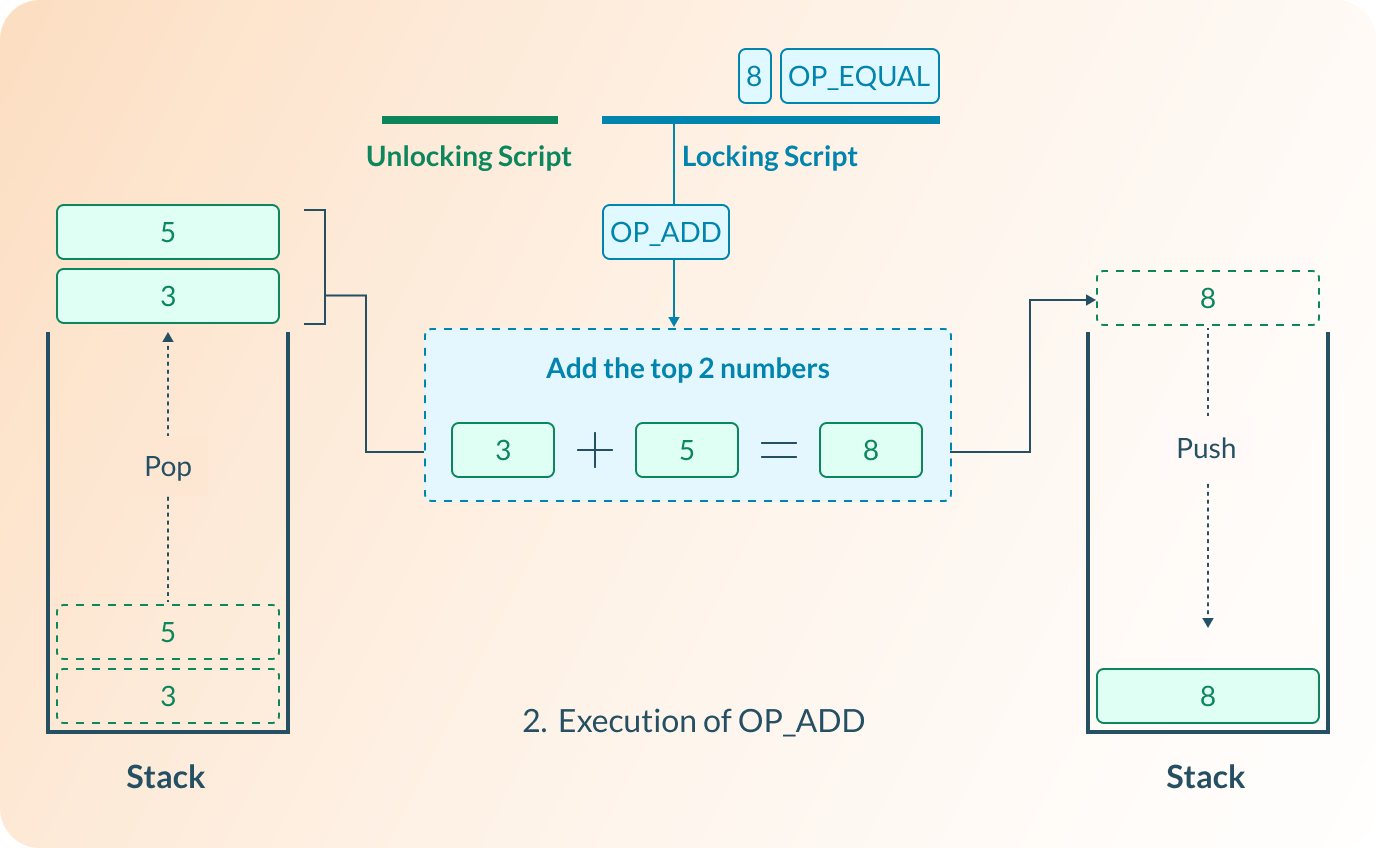 8 OP_EQUAL
Unlocking Script Locking Script
5
OP_ADD
3
8
Add the top 2 numbers
3 + 5 = 8
Pop
Push
5
3
8
2. Execution of OP_ADD
Stack
Stack